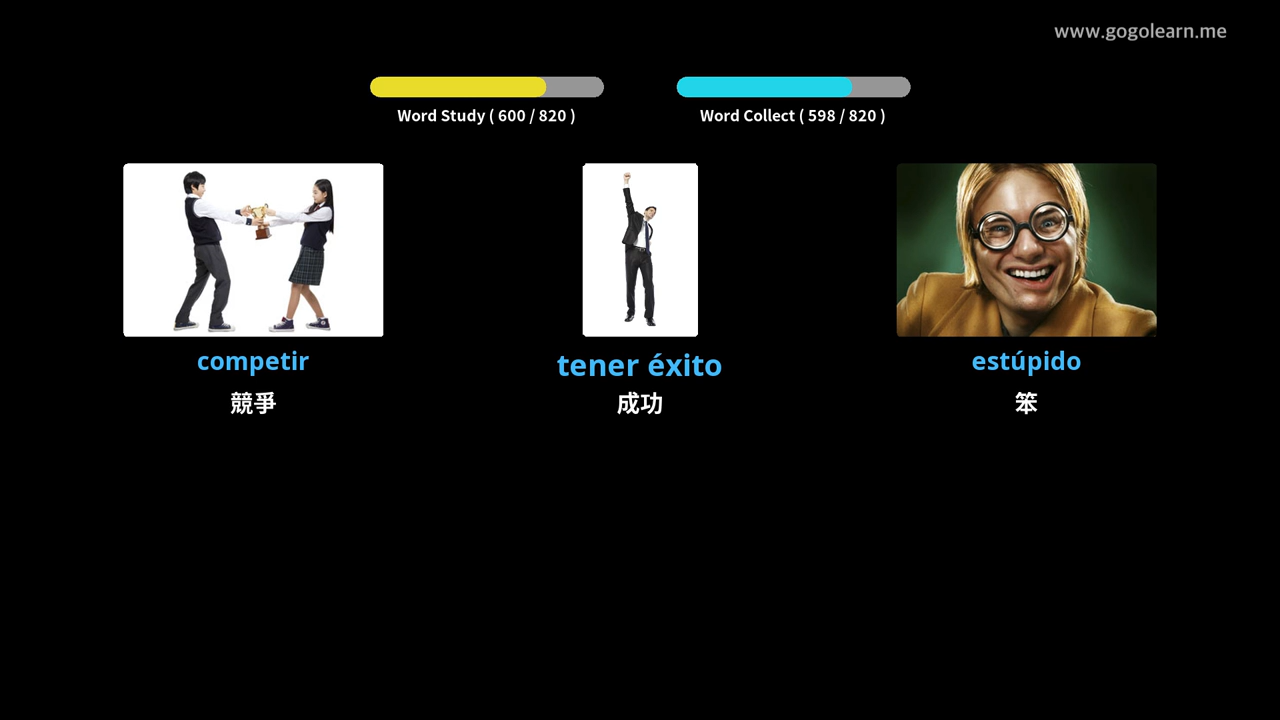 www.gogolearn.me
Word Study ( 600 / 820 )
Word Collect ( 598 / 820 )
competir
競爭
tener éxito
成功
estúpido
笨